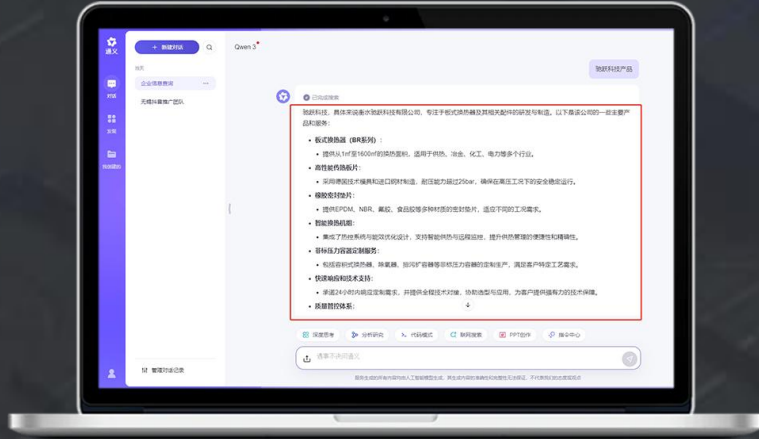 通义
新建对话
Qwen 3
驰跃科技产品
企业信息查询
对话
无锡抖音推广团队
已完成搜索
驰跃科技，具体来说衡水驰跃科技有限公司，专注于板式换热器及其相关配件的研发与制造。以下是该公司的一些主要产
品和服务：
• 板式换热器（BR系列）：
• 提供从1㎡至1600㎡的换热面积，适用于供热、冶金、化工、电力等多个行业。
• 高性能传热板片：
• 采用德国技术模具和进口钢材制造，耐压能力超过25bar，确保在高压工况下的安全稳定运行。
• 橡胶密封垫片：
• 提供EPDM、NBR、氟胶、食品胶等多种材质的密封垫片，适应不同的工况需求。
• 智能换热机组：
• 集成了热控系统与能效优化设计，支持智能供热与远程监控，提升供热管理的便捷性和精确性。
• 非标压力容器定制服务：
• 包括容积式换热器、除氧器、排污扩容器等非标压力容器的定制生产，满足客户特定工艺需求。
• 快速响应和技术支持：
• 承诺24小时内响应定制需求，并提供全程技术对接，协助选型与应用，为客户提供强有力的技术保障。
• 质量管控体系：
深度思考
分析研究
代码模式
联网搜索
PPT创作
指令中心
管理对话记录